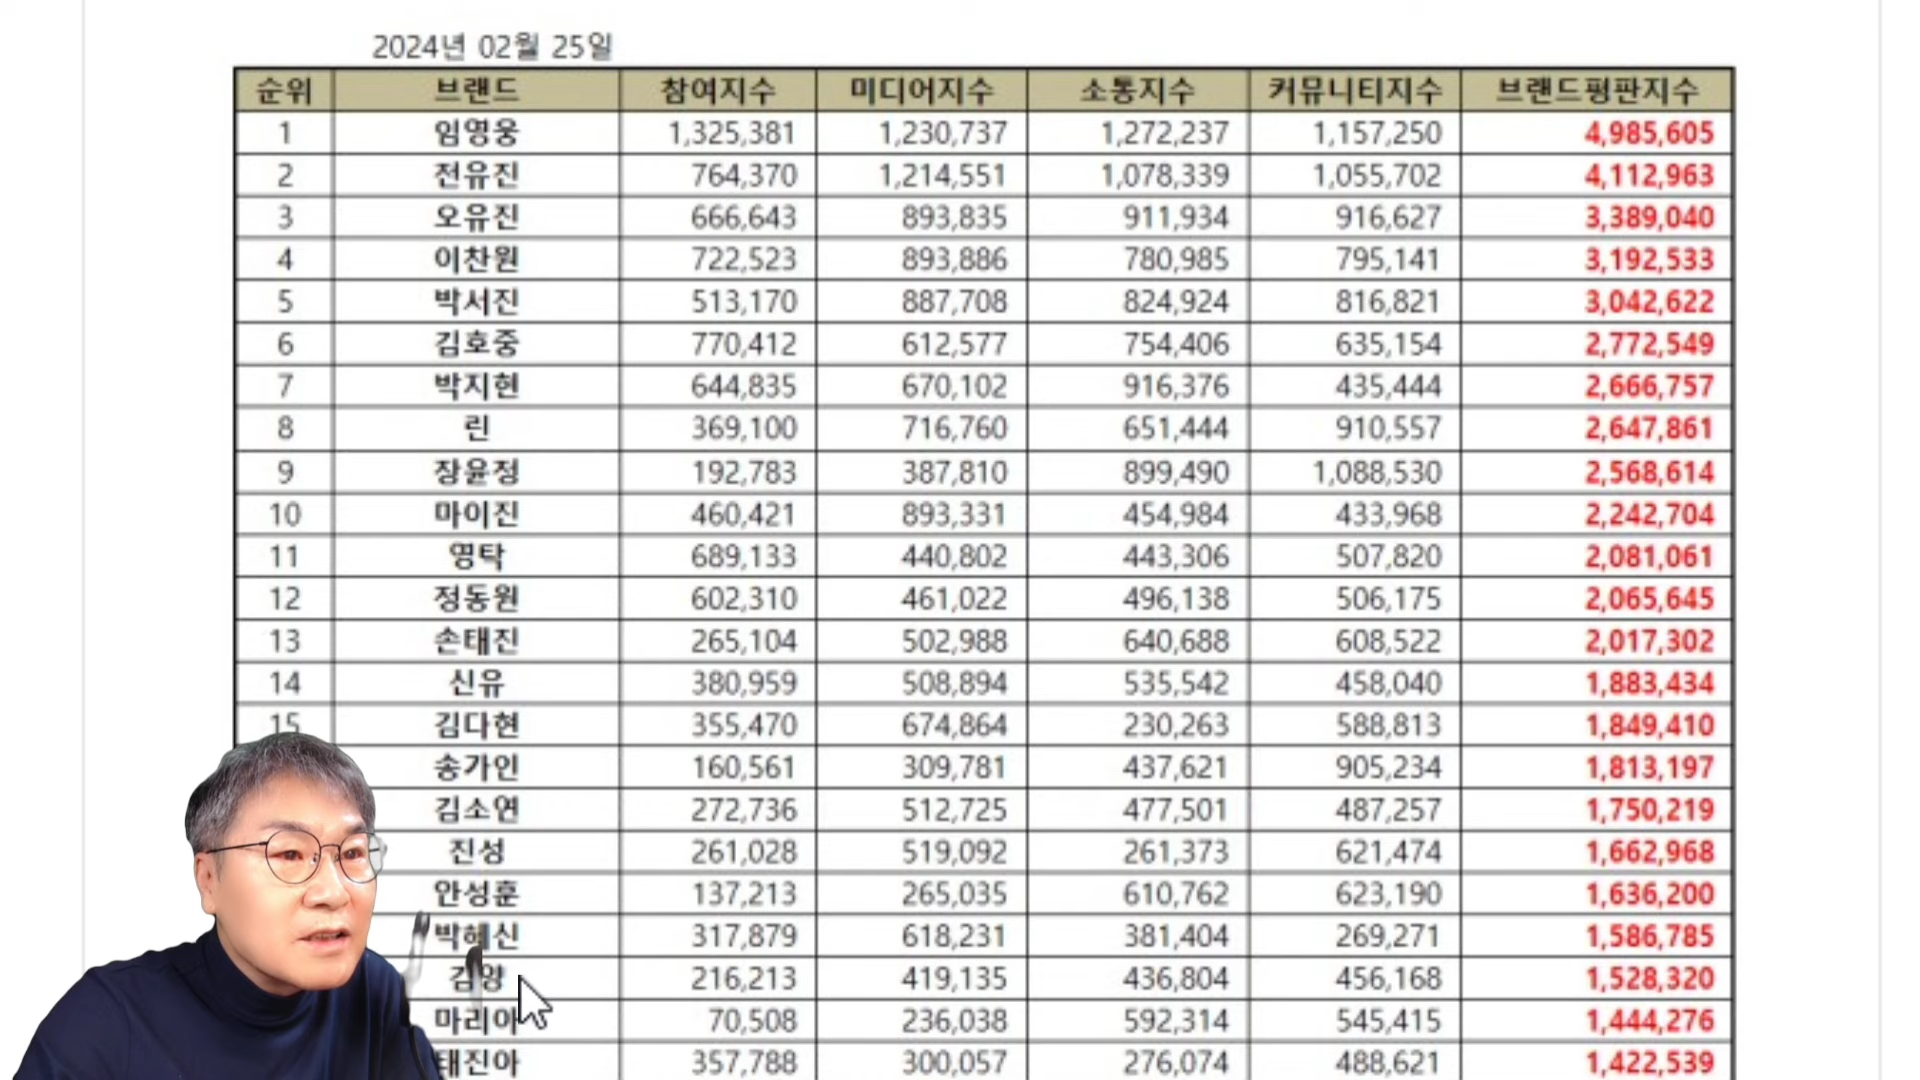 2024년 02월 25일
순위 브랜드 참여지수 미디어지수 소통지수 커뮤니티지수 브랜드평판지수
1 임영웅 1,325,381 1,230,737 1,272,237 1,157,250 4,985,605
2 전유진 764,370 1,214,551 1,078,339 1,055,702 4,112,963
3 오유진 666,643 893,835 911,934 916,627 3,389,040
4 이찬원 722,523 893,886 780,985 795,141 3,192,533
5 박서진 513,170 887,708 824,924 816,821 3,042,622
6 김호중 770,412 612,577 754,406 635,154 2,772,549
7 박지현 644,835 670,102 916,376 435,444 2,666,757
8 린 369,100 716,760 651,444 910,557 2,647,861
9 장윤정 192,783 387,810 899,490 1,088,530 2,568,614
10 마이진 460,421 893,331 454,984 433,968 2,242,704
11 영탁 689,133 440,802 443,306 507,820 2,081,061
12 정동원 602,310 461,022 496,138 506,175 2,065,645
13 손태진 265,104 502,988 640,688 608,522 2,017,302
14 신유 380,959 508,894 535,542 458,040 1,883,434
15 김다현 355,470 674,864 230,263 588,813 1,849,410
송가인 160,561 309,781 437,621 905,234 1,813,197
김소연 272,736 512,725 477,501 487,257 1,750,219
진성 261,028 519,092 261,373 621,474 1,662,968
안성훈 137,213 265,035 610,762 623,190 1,636,200
박혜신 317,879 618,231 381,404 269,271 1,586,785
김양 216,213 419,135 436,804 456,168 1,528,320
마리아 70,508 236,038 592,314 545,415 1,444,276
태진아 357,788 300,057 276,074 488,621 1,422,539